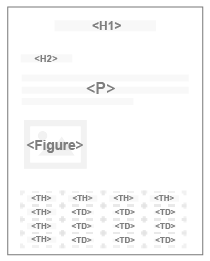 <H1>
<H2>
<P>
<Figure>
<TH> <TH> <TH> <TH>
<TH> <TD> <TD> <TD>
<TH> <TD> <TD> <TD>
<TH> <TD> <TD> <TD>